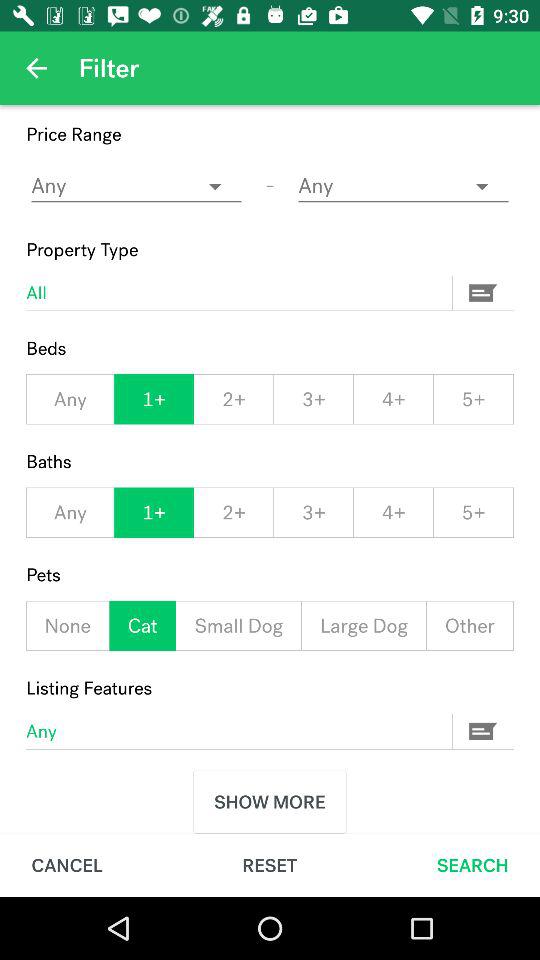 FAKE 9:30
Filter
Price Range
Any - Any
Property Type
All
Beds
Any 1+ 2+ 3+ 4+ 5+
Baths
Any 1+ 2+ 3+ 4+ 5+
Pets
None Cat Small Dog Large Dog Other
Listing Features
Any
SHOW MORE
CANCEL RESET SEARCH